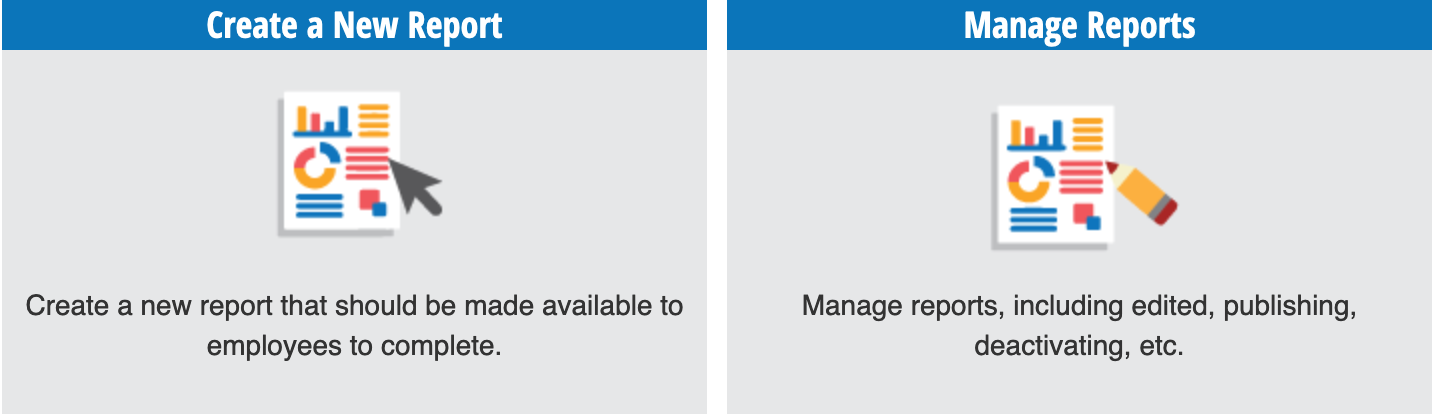 Create a New Report
Create a new report that should be made available to
employees to complete.
Manage Reports
Manage reports, including edited, publishing,
deactivating, etc.